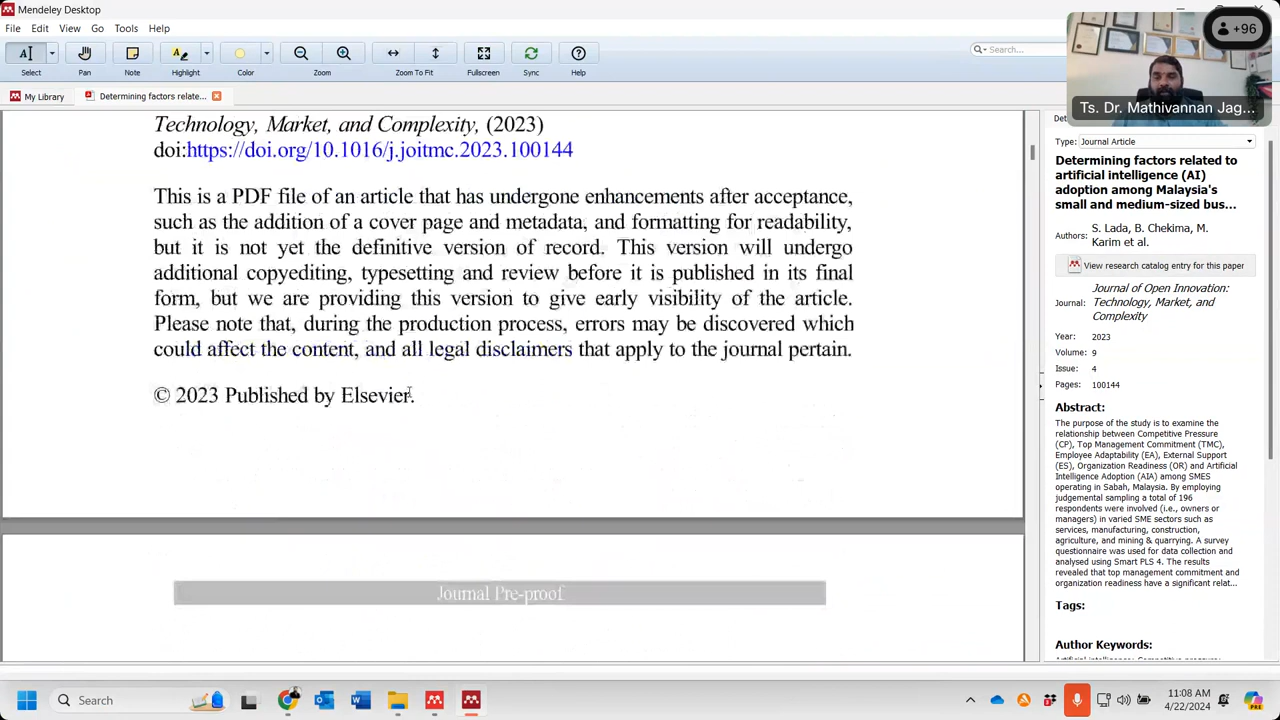 Mendeley Desktop
File Edit View Go Tools Help
Select Pan Note Highlight Color Zoom Zoom To Fit Fullscreen Sync Help
Search...
+96
My Library
Determining factors relate...
Ts. Dr. Mathivannan Jag...
Technology, Market, and Complexity, (2023)
doi:https://doi.org/10.1016/j.joitmc.2023.100144
This is a PDF file of an article that has undergone enhancements after acceptance,
such as the addition of a cover page and metadata, and formatting for readability,
but it is not yet the definitive version of record. This version will undergo
additional copyediting, typesetting and review before it is published in its final
form, but we are providing this version to give early visibility of the article.
Please note that, during the production process, errors may be discovered which
could affect the content, and all legal disclaimers that apply to the journal pertain.
© 2023 Published by Elsevier.
Journal Pre-proof
Type: Journal Article
Determining factors related to
artificial intelligence (AI)
adoption among Malaysia's
small and medium-sized bus...
Authors: S. Lada, B. Chekima, M.
Karim et al.
View research catalog entry for this paper
Journal: Journal of Open Innovation:
Technology, Market, and
Complexity
Year: 2023
Volume: 9
Issue: 4
Pages: 100144
Abstract:
The purpose of the study is to examine the
relationship between Competitive Pressure
(CP), Top Management Commitment (TMC),
Employee Adaptability (EA), External Support
(ES), Organization Readiness (OR) and Artificial
Intelligence Adoption (AIA) among SMES
operating in Sabah, Malaysia. By employing
judgemental sampling a total of 196
respondents were involved (i.e., owners or
managers) in varied SME sectors such as
services, manufacturing, construction,
agriculture, and mining & quarrying. A survey
questionnaire was used for data collection and
analysed using Smart PLS 4. The results
revealed that top management commitment and
organization readiness have a significant relat...
Tags:
Author Keywords:
Search
11:08 AM
4/22/2024